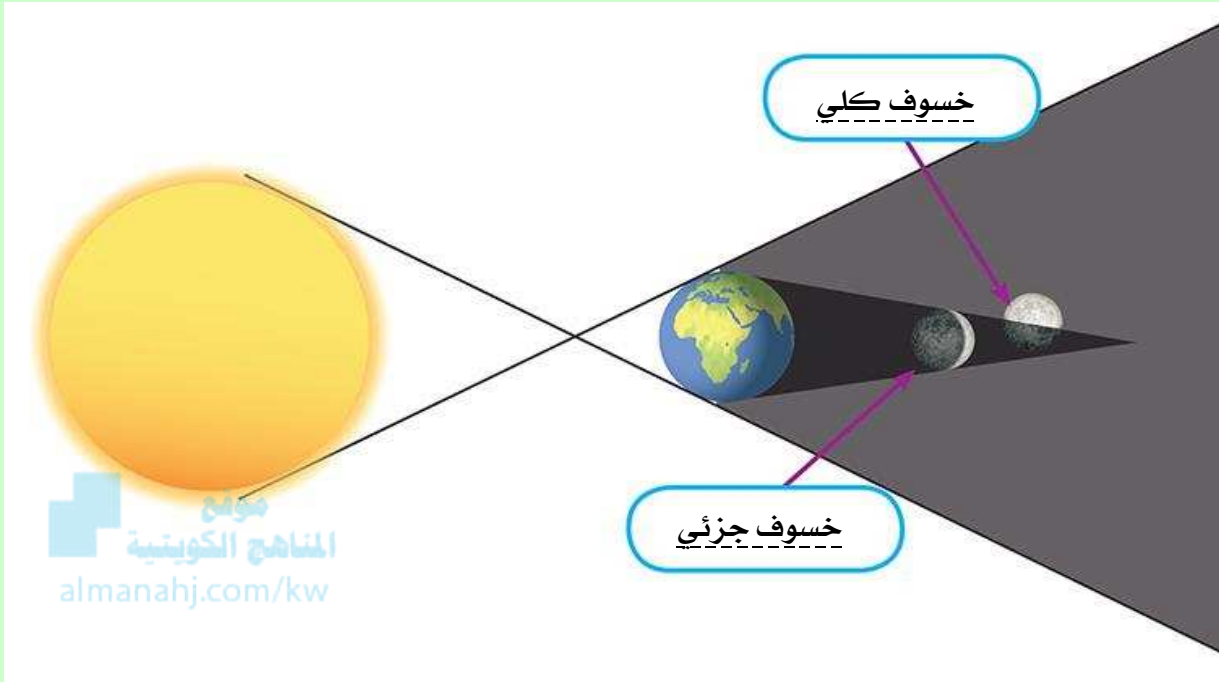 خسوف كلي
خسوف جزئي
موقع
المناهج الكويتية
almanahj.com/kw